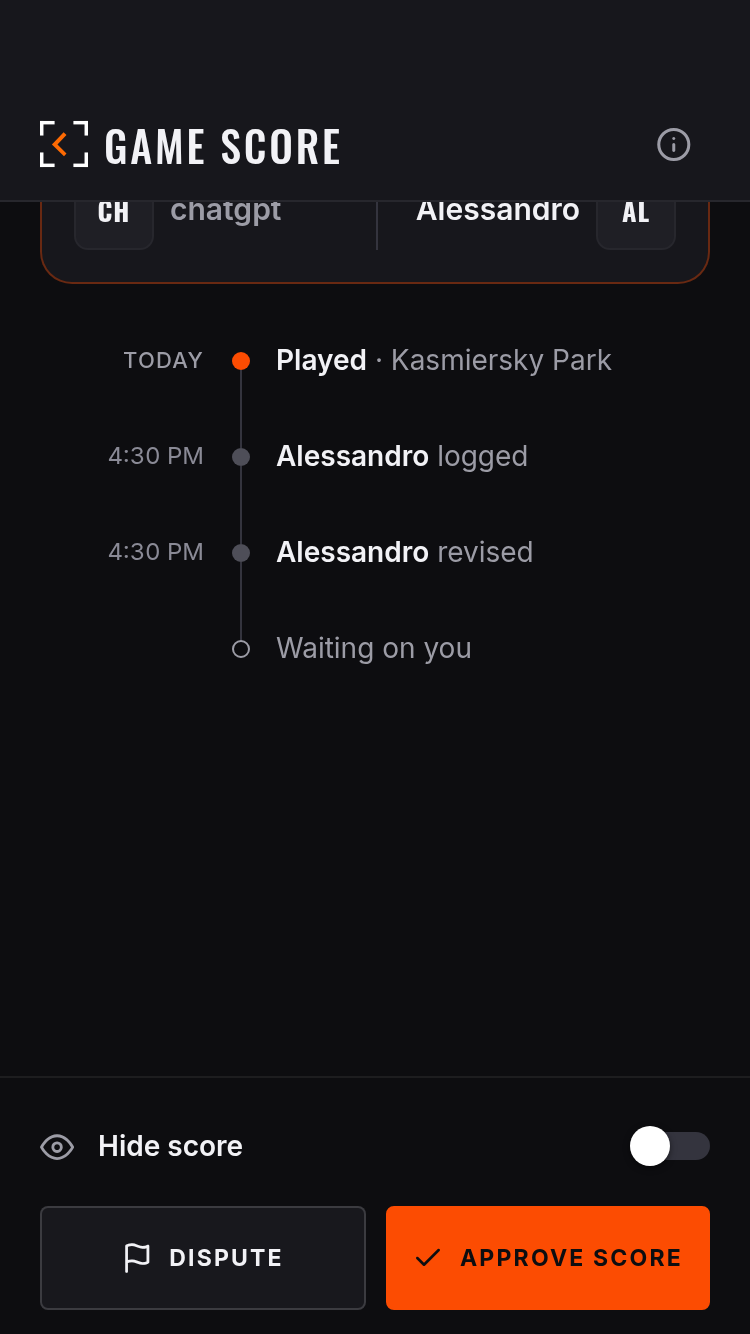 GAME SCORE
CH chatgpt Alessandro AL
TODAY Played · Kasmiersky Park
4:30 PM Alessandro logged
4:30 PM Alessandro revised
Waiting on you
Hide score
DISPUTE APPROVE SCORE